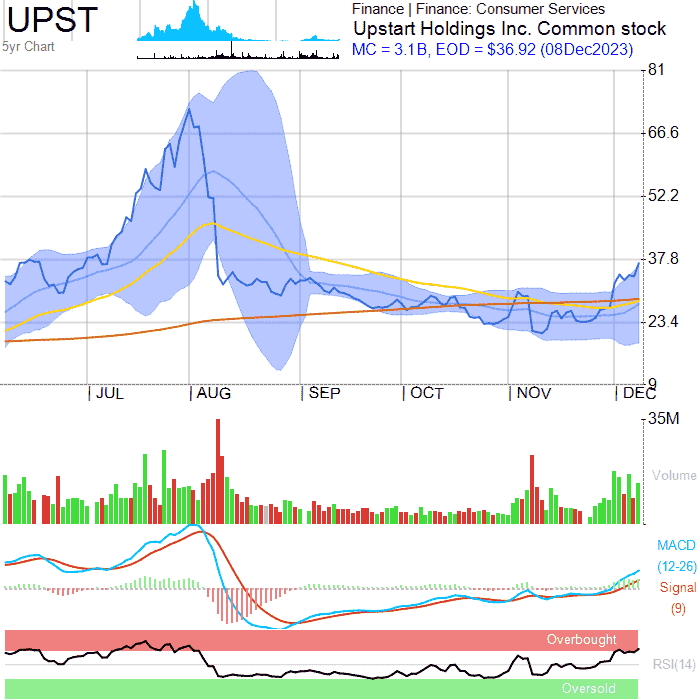 UPST
5yr Chart
Finance | Finance: Consumer Services
Upstart Holdings Inc. Common stock
MC = 3.1B, EOD = $36.92 (08Dec2023)
81
66.6
52.2
37.8
23.4
9
JUL AUG SEP OCT NOV DEC
35M
Volume
MACD
(12-26)
Signal
(9)
Overbought
RSI(14)
Oversold